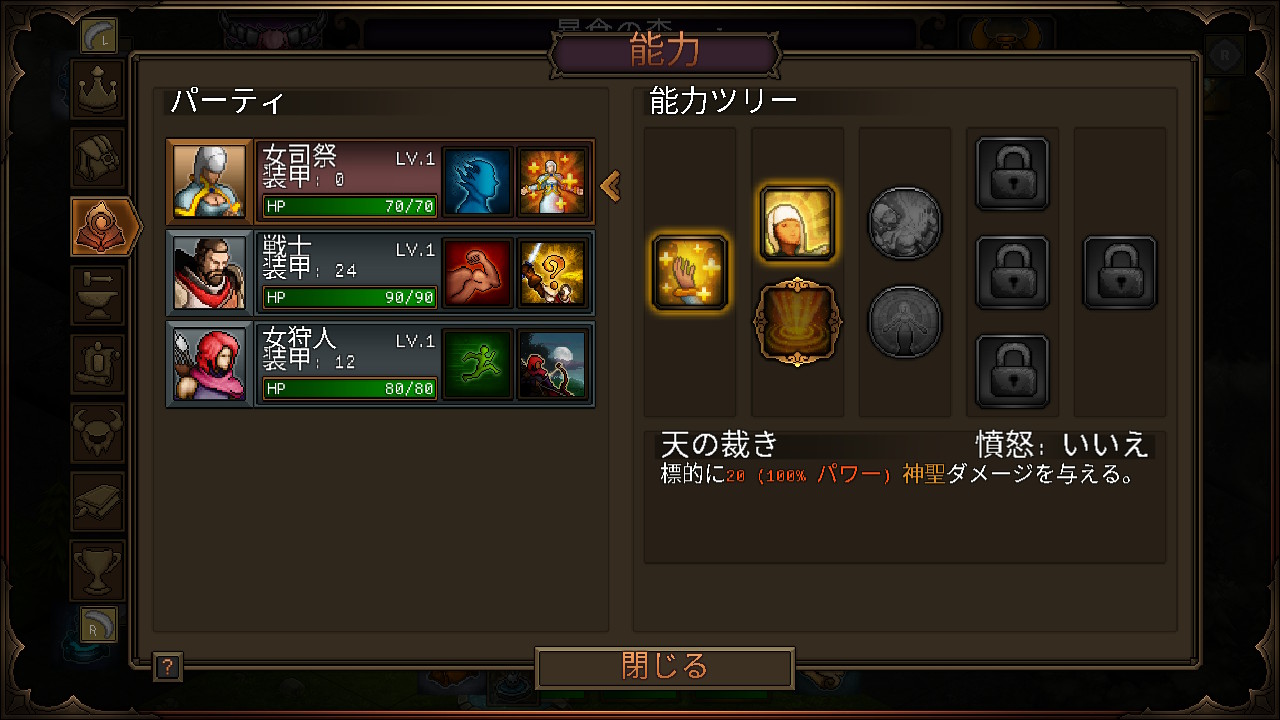 能力
L
R
パーティ
女司祭 LV.1
装甲: 0
HP 70/70
戦士 LV.1
装甲: 24
HP 90/90
女狩人 LV.1
装甲: 12
HP 80/80
能力ツリー
天の裁き 憤怒: いいえ
標的に20 (100% パワー) 神聖ダメージを与える。
R
?
閉じる